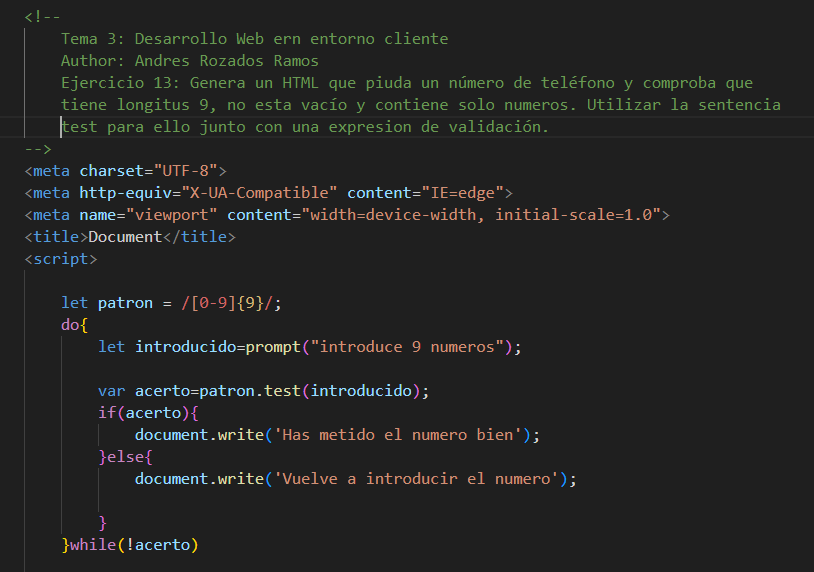 <!--
Tema 3: Desarrollo Web ern entorno cliente
Author: Andres Rozados Ramos
Ejercicio 13: Genera un HTML que piuda un número de teléfono y comproba que
tiene longitus 9, no esta vacío y contiene solo numeros. Utilizar la sentencia
test para ello junto con una expresion de validación.
-->
<meta charset="UTF-8">
<meta http-equiv="X-UA-Compatible" content="IE=edge">
<meta name="viewport" content="width=device-width, initial-scale=1.0">
<title>Document</title>
<script>
let patron = /[0-9]{9}/;
do{
let introducido=prompt("introduce 9 numeros");
var acerto=patron.test(introducido);
if(acerto){
document.write('Has metido el numero bien');
}else{
document.write('Vuelve a introducir el numero');
}
}while(!acerto)